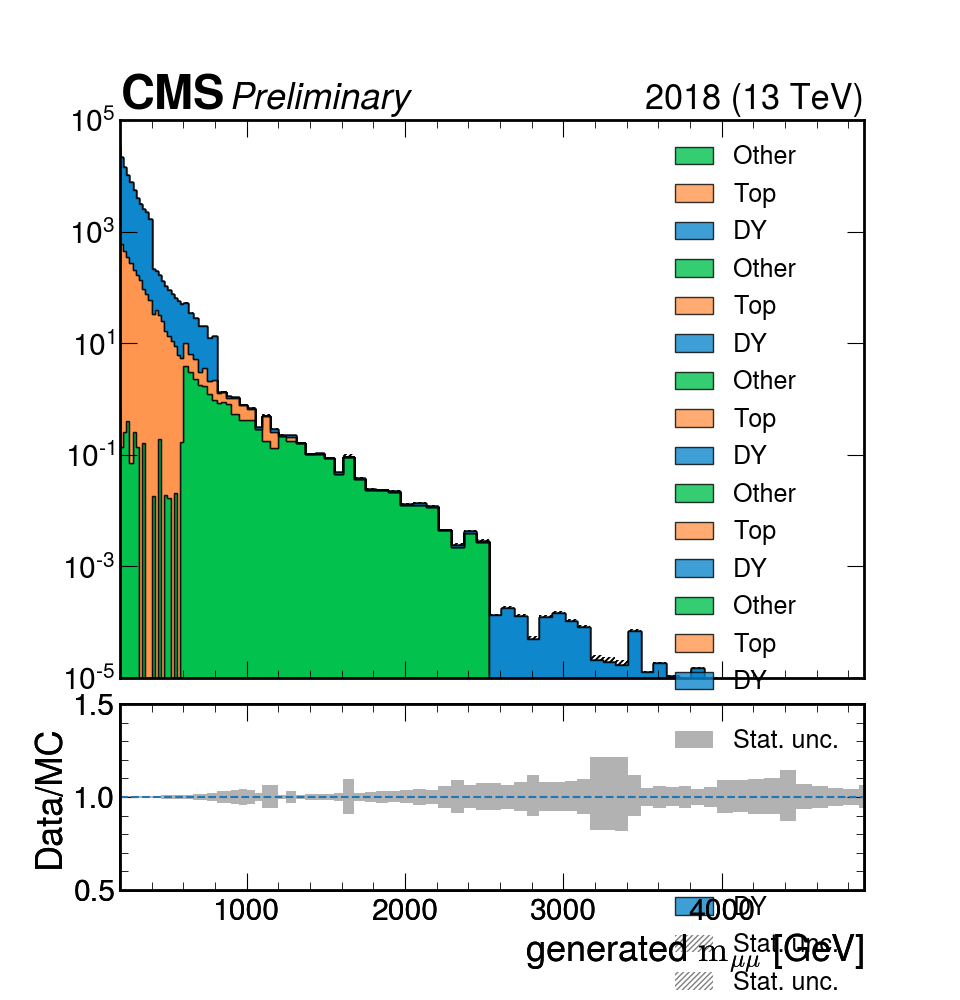 CMS Preliminary 2018 (13 TeV)
10^5
10^3
10^1
10^-1
10^-3
10^-5
Other
Top
DY
Other
Top
DY
Other
Top
DY
Other
Top
DY
Other
Top
DY
Stat. unc.
1.5
1.0
0.5
Data/MC
1000 2000 3000 4000
DY
Stat. unc.
generated m_μμ [GeV]
Stat. unc.